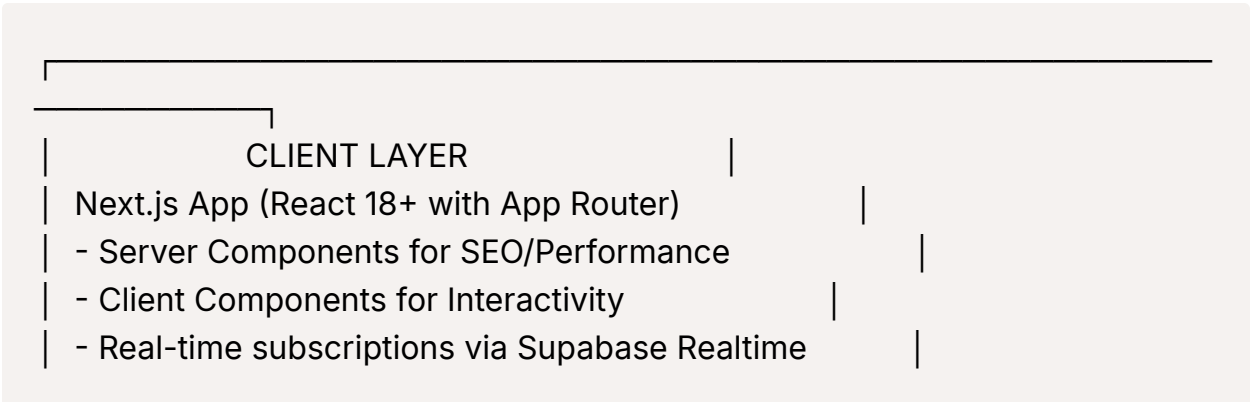 ┌───────────────────────────────────────────────────
──────────┐
│                     CLIENT LAYER                            │
│  Next.js App (React 18+ with App Router)                    │
│  - Server Components for SEO/Performance                    │
│  - Client Components for Interactivity                      │
│  - Real-time subscriptions via Supabase Realtime            │